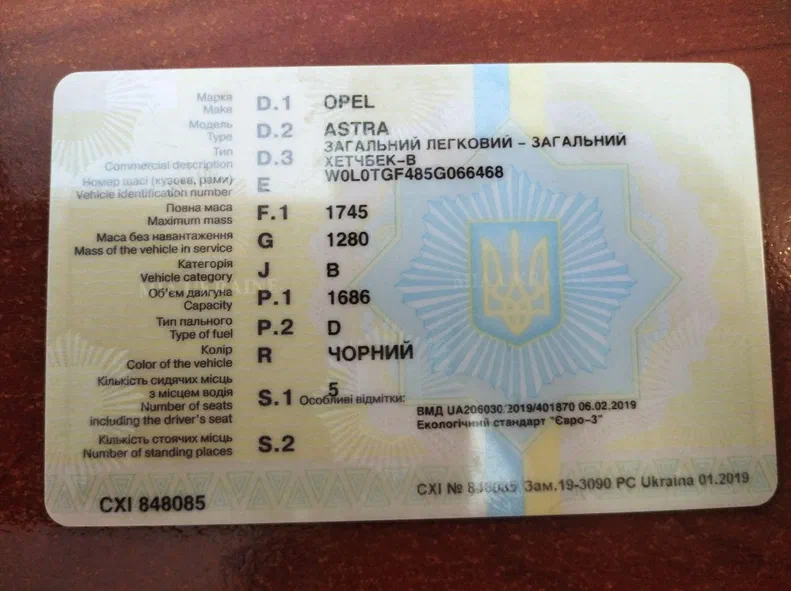 Марка
Make D.1 OPEL
Модель
Type D.2 ASTRA
ЗАГАЛЬНИЙ ЛЕГКОВИЙ - ЗАГАЛЬНИЙ
Тип
Commercial description D.3 ХЕТЧБЕК-В
Номер шасі (кузова, рами)
Vehicle identification number E W0L0TGF485G066468
Повна маса
Maximum mass F.1 1745
Маса без навантаження
Mass of the vehicle in service G 1280
Категорія
Vehicle category J B
Об'єм двигуна
Capacity P.1 1686
Тип пального
Type of fuel P.2 D
Колір
Color of the vehicle R ЧОРНИЙ
Кількість сидячих місць
з місцем водія
Number of seats
including the driver's seat S.1 5
Особливі відмітки:
ВМД UA206030/2019/401870 06.02.2019
Екологічний стандарт "Євро-3"
Кількість стоячих місць
Number of standing places S.2
CXI 848085
CXI № 848085 Зам.19-3090 PC Ukraina 01.2019